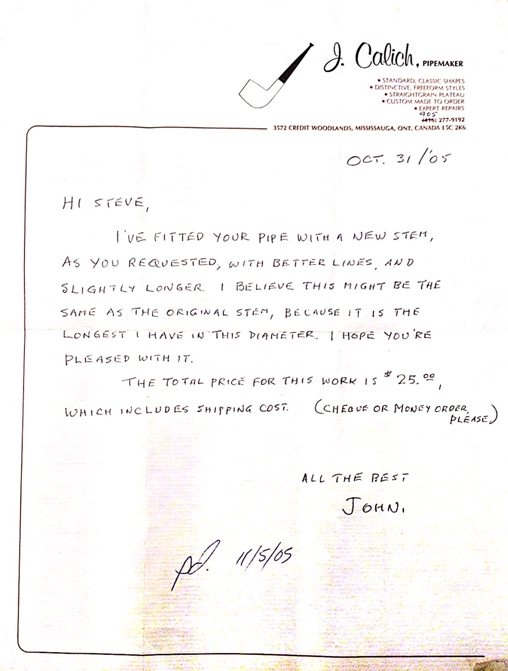 J. Calich, PIPEMAKER
• STANDARD, CLASSIC SHAPES
• DISTINCTIVE, FREEFORM STYLES
• STRAIGHTGRAIN PLATEAU
• CUSTOM MADE TO ORDER
• EXPERT REPAIRS
905
(416) 277-9192
3572 CREDIT WOODLANDS, MISSISSAUGA, ONT. CANADA L5C 2K6
OCT. 31/'05
HI STEVE,
I'VE FITTED YOUR PIPE WITH A NEW STEM,
AS YOU REQUESTED, WITH BETTER LINES, AND
SLIGHTLY LONGER. I BELIEVE THIS MIGHT BE THE
SAME AS THE ORIGINAL STEM, BECAUSE IT IS THE
LONGEST I HAVE IN THIS DIAMETER. I HOPE YOU'RE
PLEASED WITH IT.
THE TOTAL PRICE FOR THIS WORK IS $25.00,
WHICH INCLUDES SHIPPING COST. (CHEQUE OR MONEY ORDER,
PLEASE)
ALL THE BEST
JOHN.
pd. 11/5/05